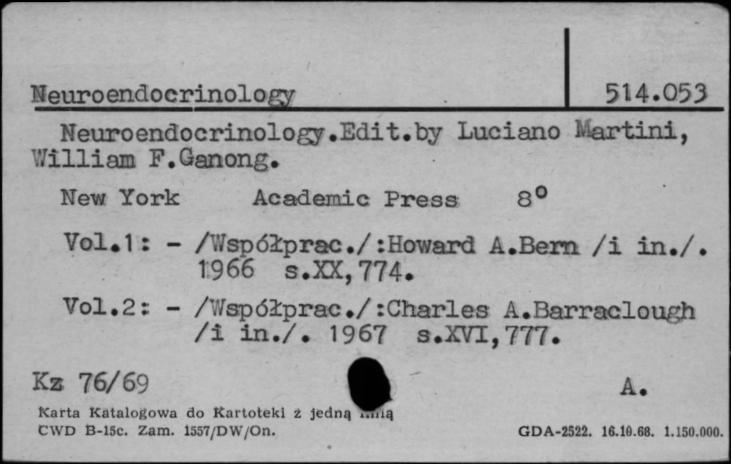 Neuroendocrinology 514.053
Neuroendocrinology.Edit.by Luciano Martini,
William F.Ganong.
New York Academic Press 8°
Vol.1: - /Współprac./:Howard A.Bern /i in./.
1966 s.XX,774.
Vol.2: - /Współprac./:Charles A.Barraclough
/i in./. 1967 s.XVI,777.
Kz 76/69 A.
Karta Katalogowa do Kartoteki z jedną
CWD B-15c. Zam. 1557/DW/On. GDA-2522. 16.10.68. 1.150.000.